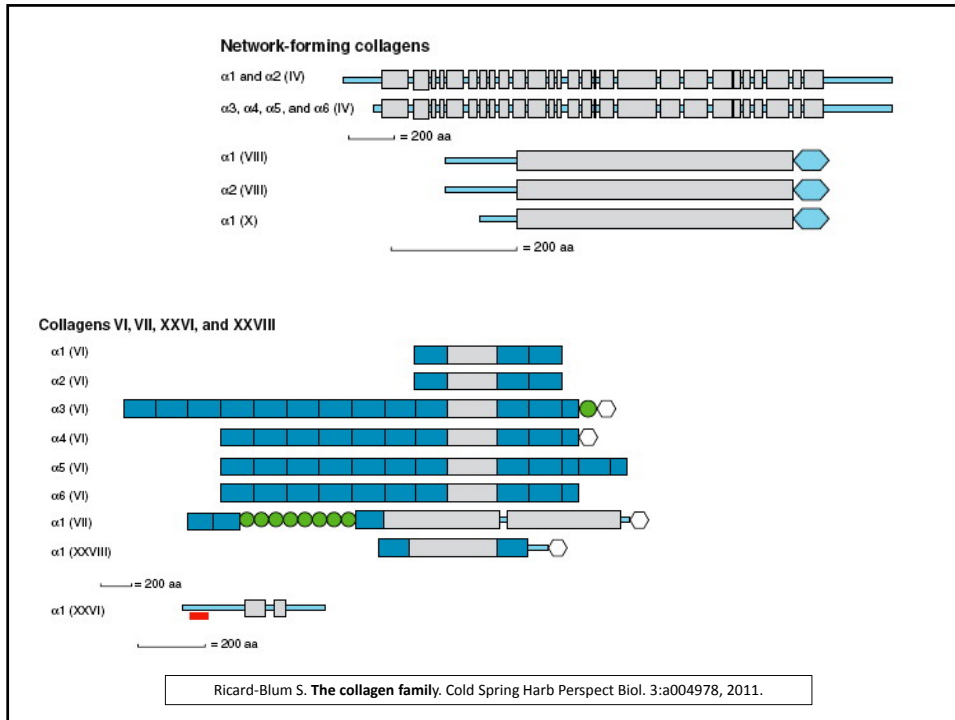 Network-forming collagens
α1 and α2 (IV)
α3, α4, α5, and α6 (IV)
= 200 aa
α1 (VIII)
α2 (VIII)
α1 (X)
= 200 aa
Collagens VI, VII, XXVI, and XXVIII
α1 (VI)
α2 (VI)
α3 (VI)
α4 (VI)
α5 (VI)
α6 (VI)
α1 (VII)
α1 (XXVIII)
= 200 aa
α1 (XXVI)
= 200 aa
Ricard-Blum S. The collagen family. Cold Spring Harb Perspect Biol. 3:a004978, 2011.